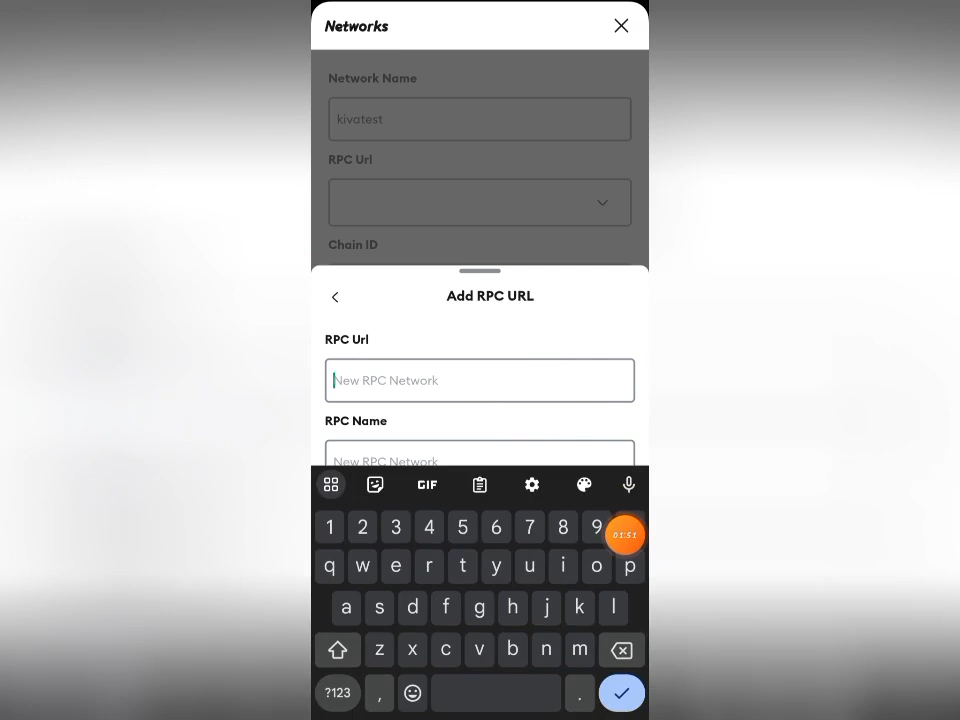 Networks
Network Name
kivatest
RPC Url
Chain ID
Add RPC URL
RPC Url
New RPC Network
RPC Name
New RPC Network
GIF
1 2 3 4 5 6 7 8 9
01:51
q w e r t y u i o p
a s d f g h j k l
z x c v b n m
?123 , .